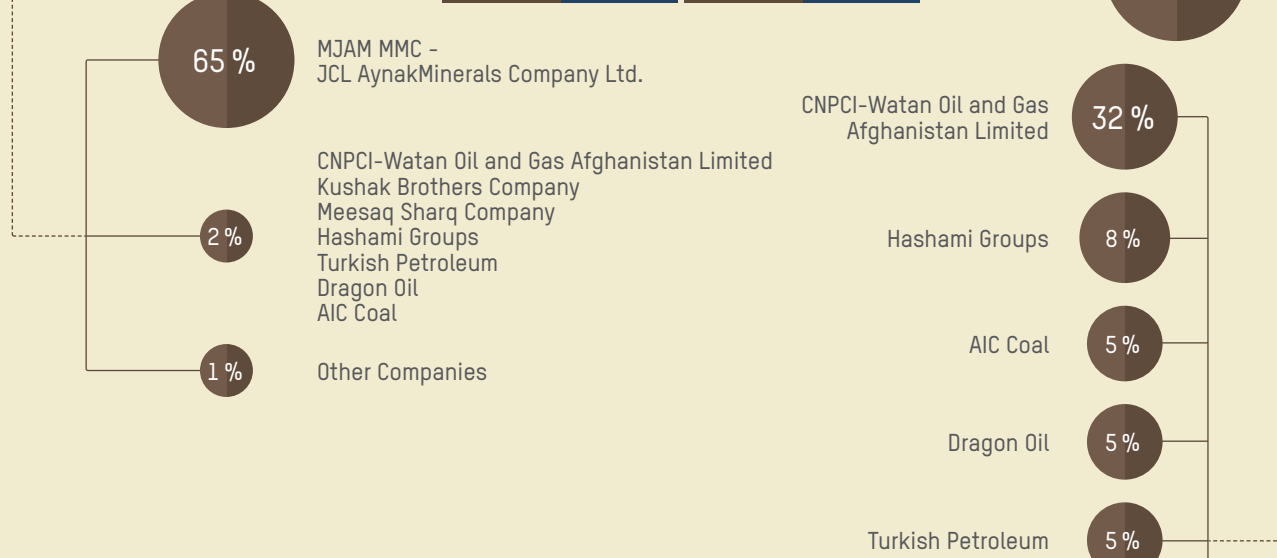 65 %
MJAM MMC -
JCL AynakMinerals Company Ltd.
2 %
CNPCI-Watan Oil and Gas Afghanistan Limited
Kushak Brothers Company
Meesaq Sharq Company
Hashami Groups
Turkish Petroleum
Dragon Oil
AIC Coal
1 %
Other Companies
CNPCI-Watan Oil and Gas
Afghanistan Limited
32 %
Hashami Groups
8 %
AIC Coal
5 %
Dragon Oil
5 %
Turkish Petroleum
5 %